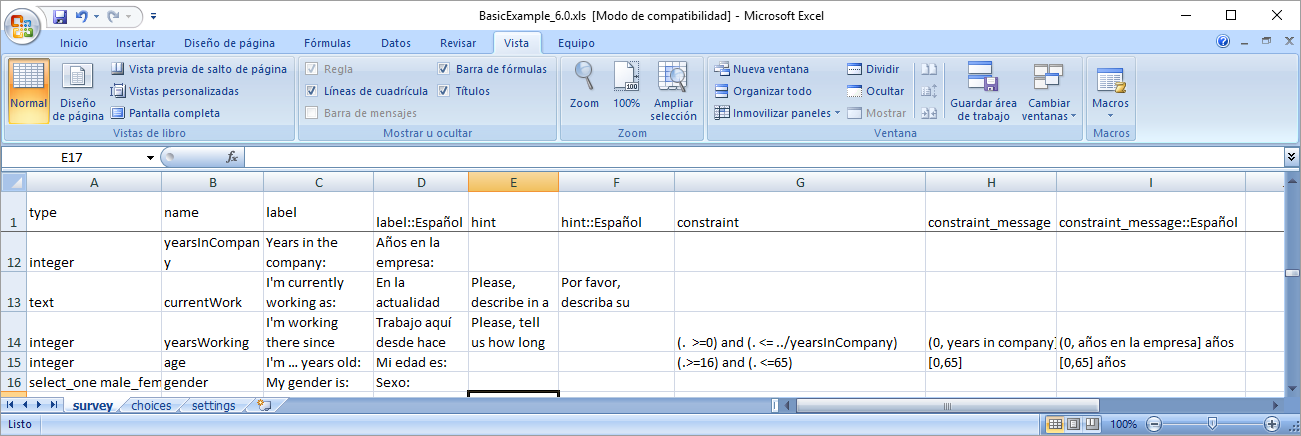 BasicExample_6.0.xls [Modo de compatibilidad] - Microsoft Excel
Inicio Insertar Diseño de página Fórmulas Datos Revisar Vista Equipo
Normal
Diseño de página
Vista previa de salto de página
Vistas personalizadas
Pantalla completa
Vistas de libro
Regla
Líneas de cuadrícula
Barra de mensajes
Barra de fórmulas
Títulos
Mostrar u ocultar
Zoom
100%
Ampliar selección
Zoom
Nueva ventana
Organizar todo
Inmovilizar paneles
Dividir
Ocultar
Mostrar
Guardar área de trabajo
Cambiar ventanas
Ventana
Macros
Macros
E17 fx
A B C D E F G H I
1 type name label label::Español hint hint::Español constraint constraint_message constraint_message::Español
12 integer yearsInCompany Years in the company: Años en la empresa:
13 text currentWork I'm currently working as: En la actualidad Please, describe in a Por favor, describa su
14 integer yearsWorking I'm working there since Trabajo aquí desde hace Please, tell us how long (. >=0) and (. <= ../yearsInCompany) (0, years in company] (0, años en la empresa] años
15 integer age I'm ... years old: Mi edad es: (.>=16) and (. <=65) [0,65] [0,65] años
16 select_one male_fem gender My gender is: Sexo:
survey choices settings
Listo 100%